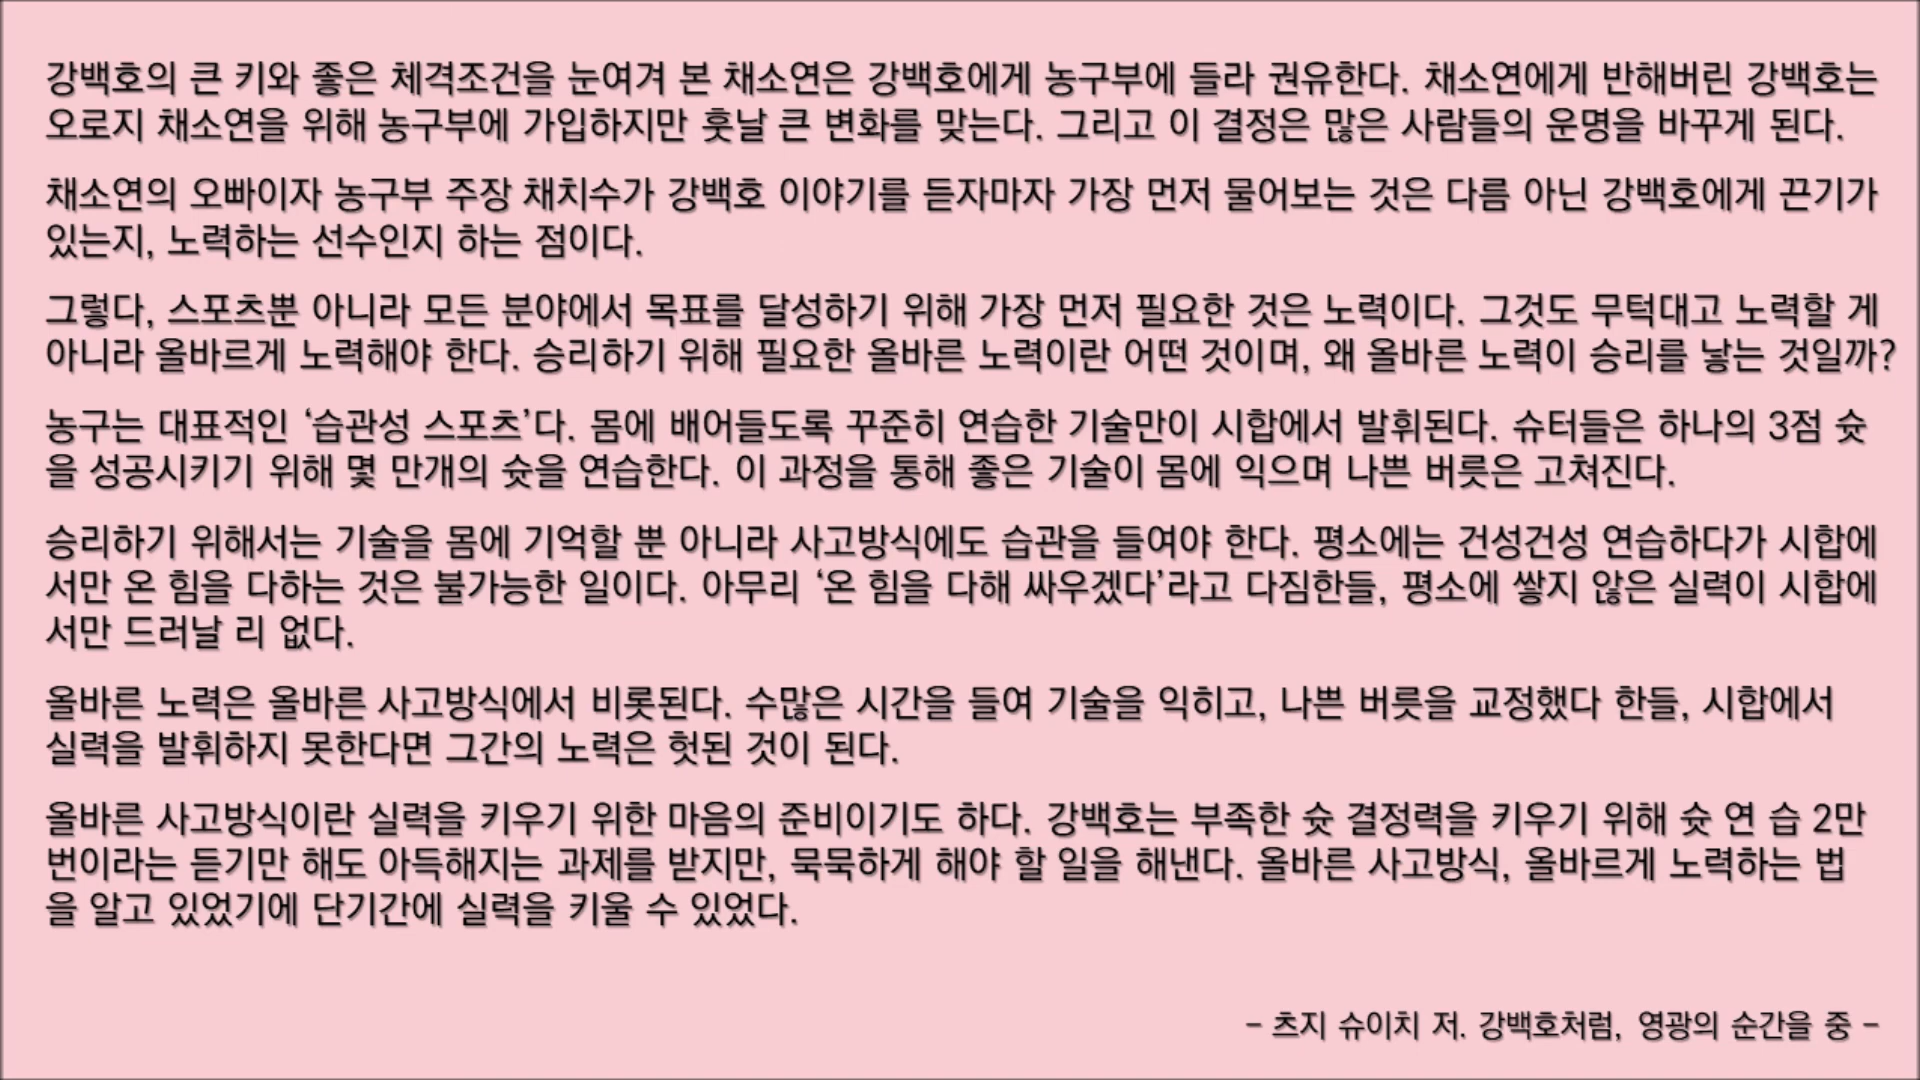 강백호의 큰 키와 좋은 체격조건을 눈여겨 본 채소연은 강백호에게 농구부에 들라 권유한다. 채소연에게 반해버린 강백호는
오로지 채소연을 위해 농구부에 가입하지만 훗날 큰 변화를 맞는다. 그리고 이 결정은 많은 사람들의 운명을 바꾸게 된다.
채소연의 오빠이자 농구부 주장 채치수가 강백호 이야기를 듣자마자 가장 먼저 물어보는 것은 다름 아닌 강백호에게 끈기가
있는지, 노력하는 선수인지 하는 점이다.
그렇다, 스포츠뿐 아니라 모든 분야에서 목표를 달성하기 위해 가장 먼저 필요한 것은 노력이다. 그것도 무턱대고 노력할 게
아니라 올바르게 노력해야 한다. 승리하기 위해 필요한 올바른 노력이란 어떤 것이며, 왜 올바른 노력이 승리를 낳는 것일까?
농구는 대표적인 ‘습관성 스포츠’다. 몸에 배어들도록 꾸준히 연습한 기술만이 시합에서 발휘된다. 슈터들은 하나의 3점 슛
을 성공시키기 위해 몇 만개의 슛을 연습한다. 이 과정을 통해 좋은 기술이 몸에 익으며 나쁜 버릇은 고쳐진다.
승리하기 위해서는 기술을 몸에 기억할 뿐 아니라 사고방식에도 습관을 들여야 한다. 평소에는 건성건성 연습하다가 시합에
서만 온 힘을 다하는 것은 불가능한 일이다. 아무리 ‘온 힘을 다해 싸우겠다’라고 다짐한들, 평소에 쌓지 않은 실력이 시합에
서만 드러날 리 없다.
올바른 노력은 올바른 사고방식에서 비롯된다. 수많은 시간을 들여 기술을 익히고, 나쁜 버릇을 교정했다 한들, 시합에서
실력을 발휘하지 못한다면 그간의 노력은 헛된 것이 된다.
올바른 사고방식이란 실력을 키우기 위한 마음의 준비이기도 하다. 강백호는 부족한 슛 결정력을 키우기 위해 슛 연 습 2만
번이라는 듣기만 해도 아득해지는 과제를 받지만, 묵묵하게 해야 할 일을 해낸다. 올바른 사고방식, 올바르게 노력하는 법
을 알고 있었기에 단기간에 실력을 키울 수 있었다.
- 츠지 슈이치 저. 강백호처럼, 영광의 순간을 중 -